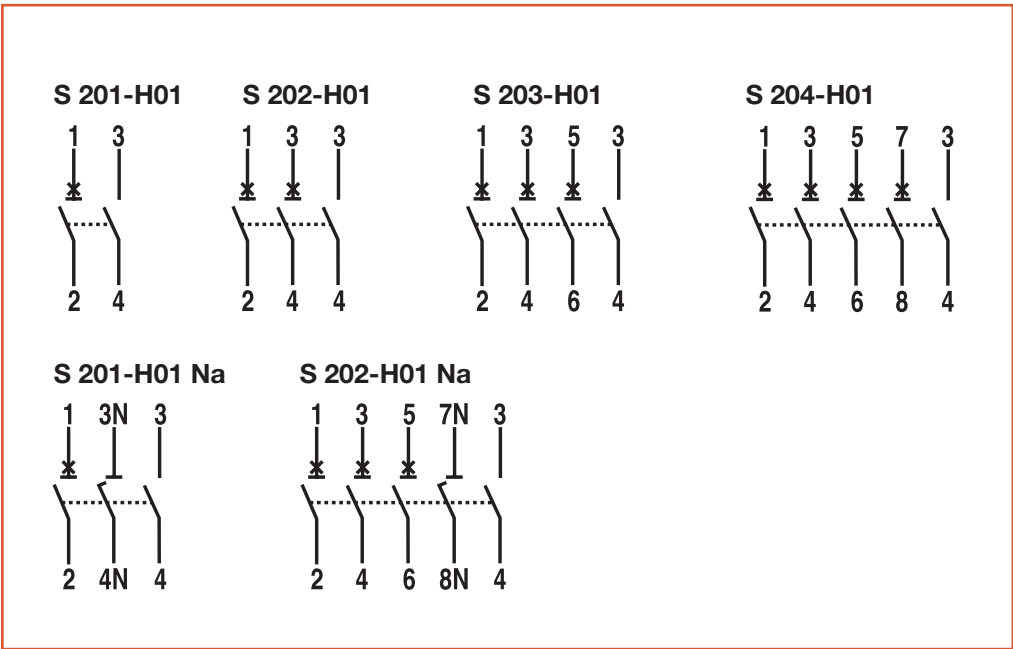 S 201-H01 S 202-H01 S 203-H01 S 204-H01
1 3 1 3 3 1 3 5 3 1 3 5 7 3
2 4 2 4 4 2 4 6 4 2 4 6 8 4
S 201-H01 Na S 202-H01 Na
1 3N 3 1 3 5 7N 3
2 4N 4 2 4 6 8N 4